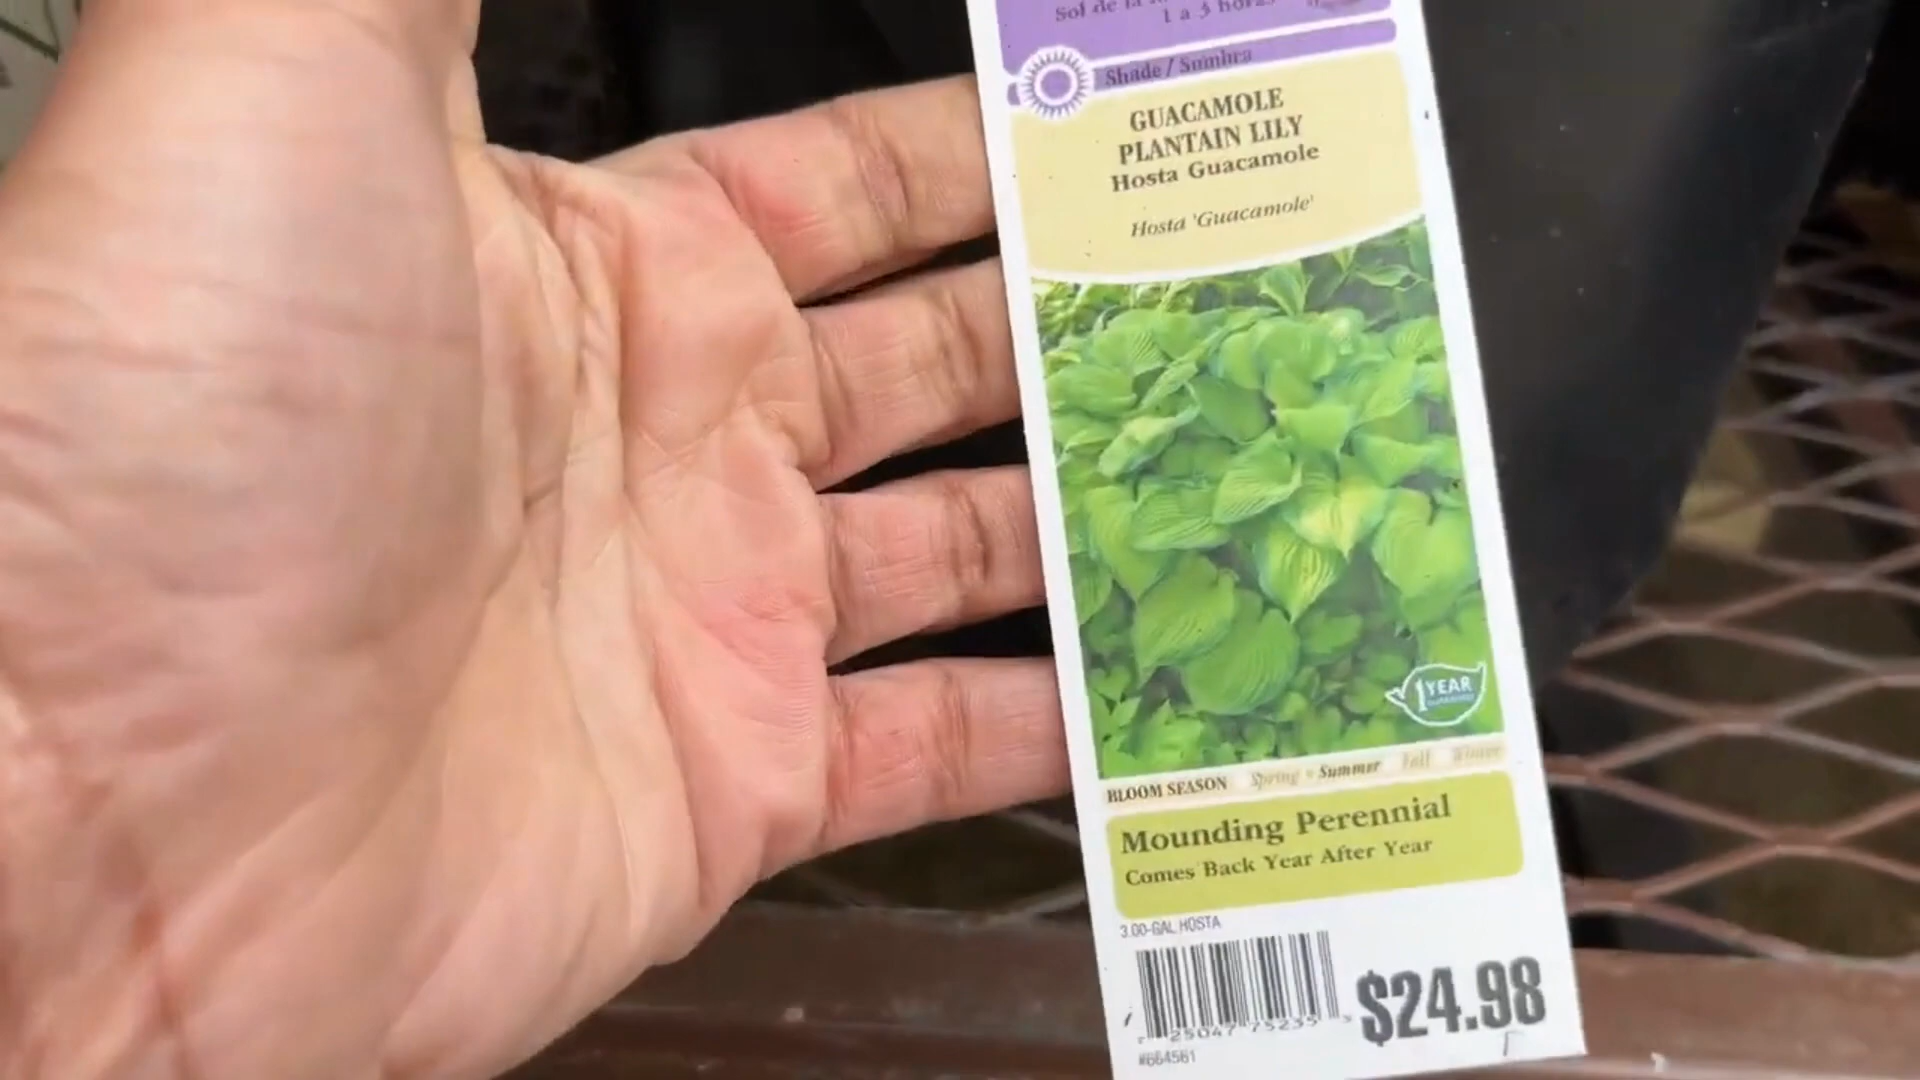 Sol de la
1 a 3 horas
Shade / Sombra
GUACAMOLE
PLANTAIN LILY
Hosta Guacamole
Hosta 'Guacamole'
1 YEAR
BLOOM SEASON Spring - Summer Fall Winter
Mounding Perennial
Comes Back Year After Year
3.00-GAL HOSTA
$24.98
25047 75235
#664561